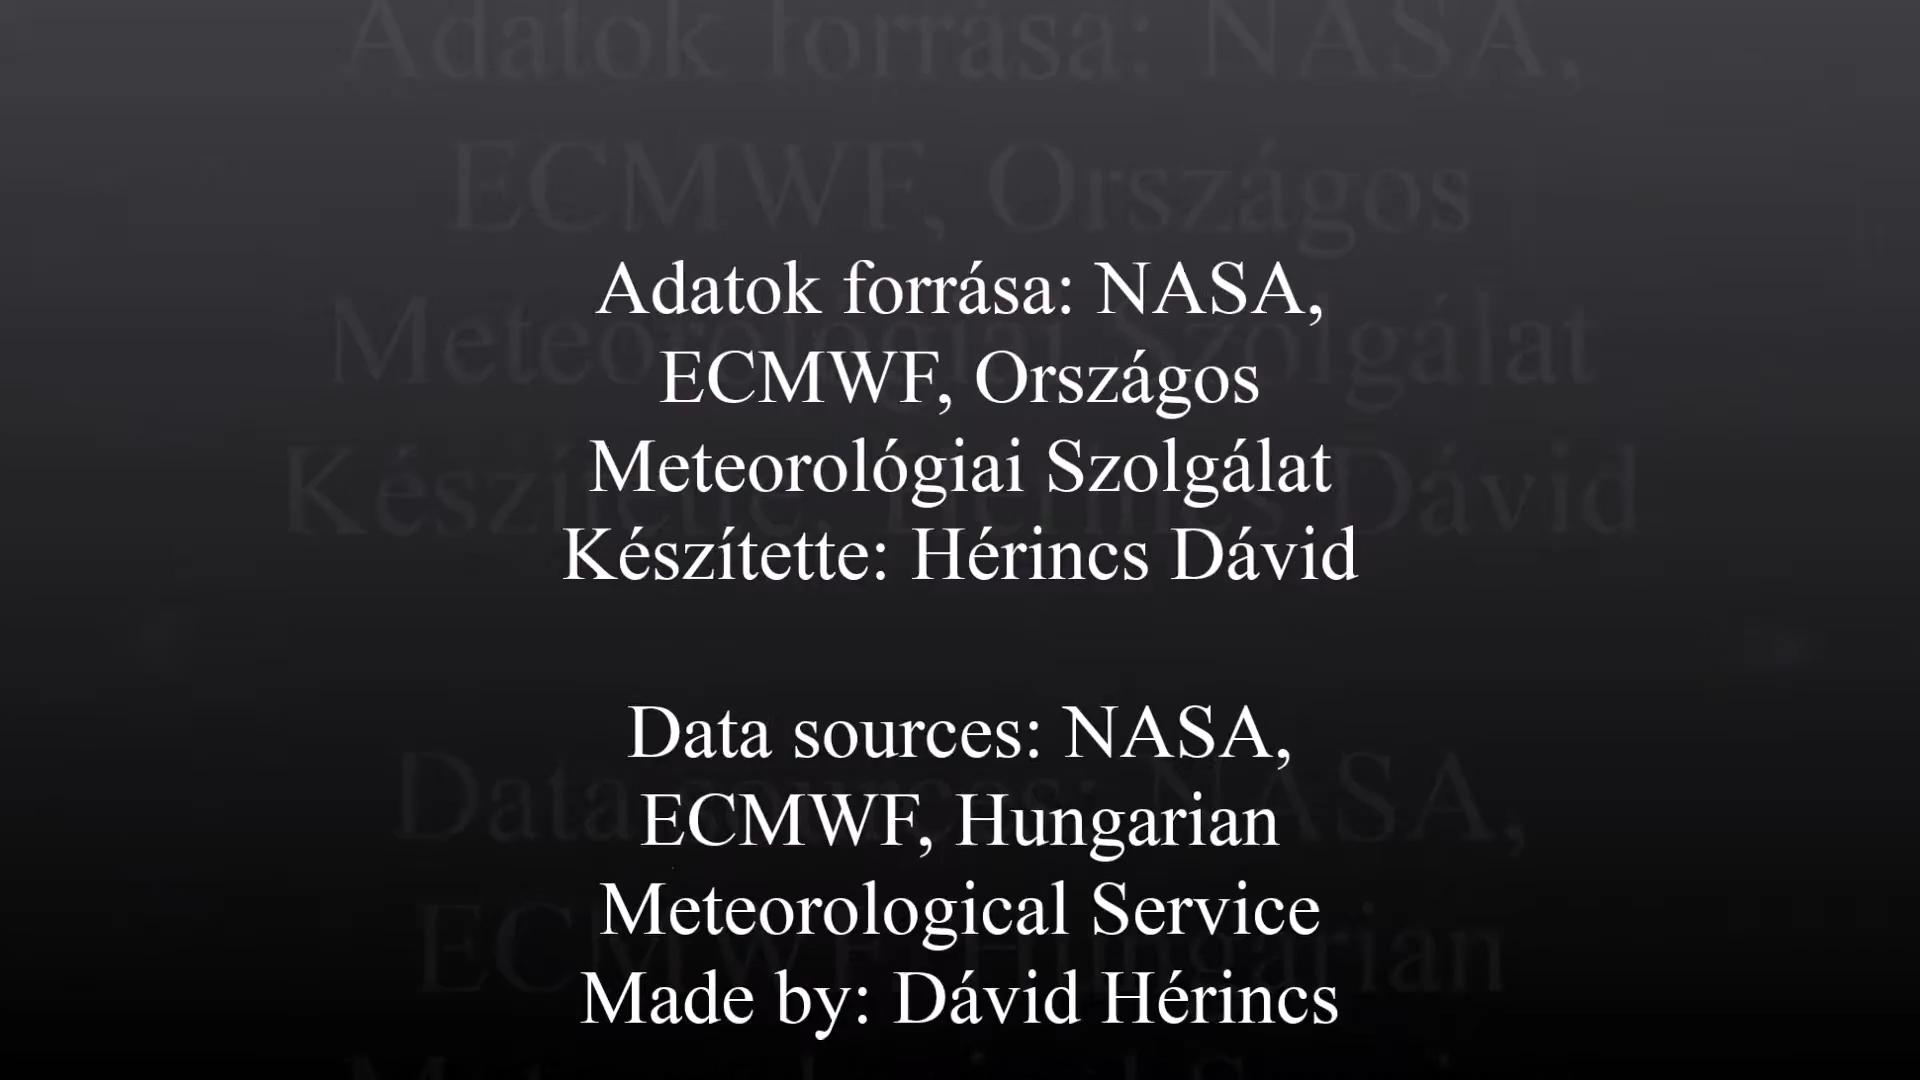 Adatok forrása: NASA,
ECMWF, Országos
Meteorológiai Szolgálat
Készítette: Hérincs Dávid
Data sources: NASA,
ECMWF, Hungarian
Meteorological Service
Made by: Dávid Hérincs